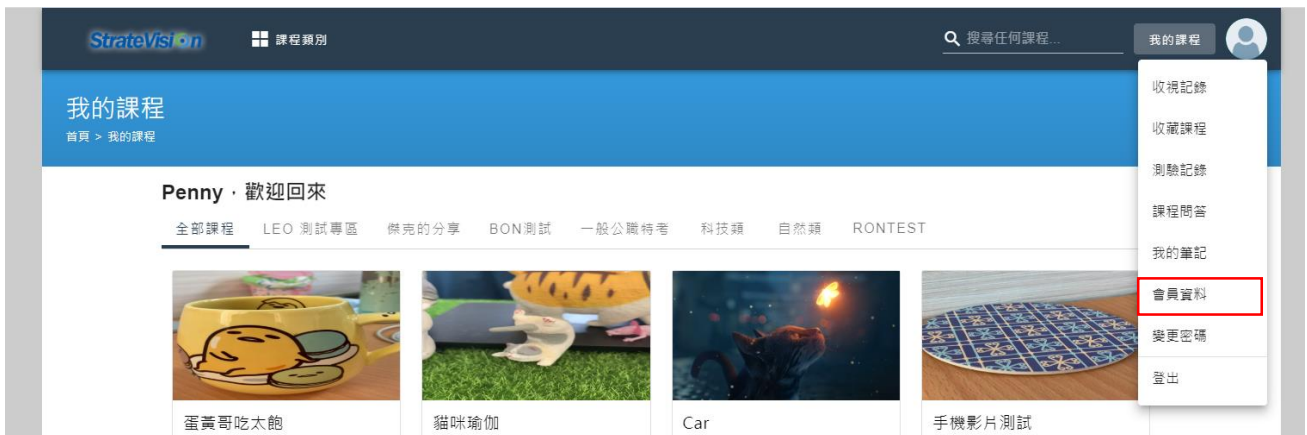 StrateVision 課程類別 搜尋任何課程... 我的課程
我的課程
首頁 > 我的課程
收視記錄
收藏課程
測驗記錄
課程問答
我的筆記
會員資料
變更密碼
登出
Penny，歡迎回來
全部課程 LEO 測試專區 傑克的分享 BON測試 一般公職特考 科技類 自然類 RONTEST
蛋黃哥吃太飽 貓咪瑜伽 Car 手機影片測試